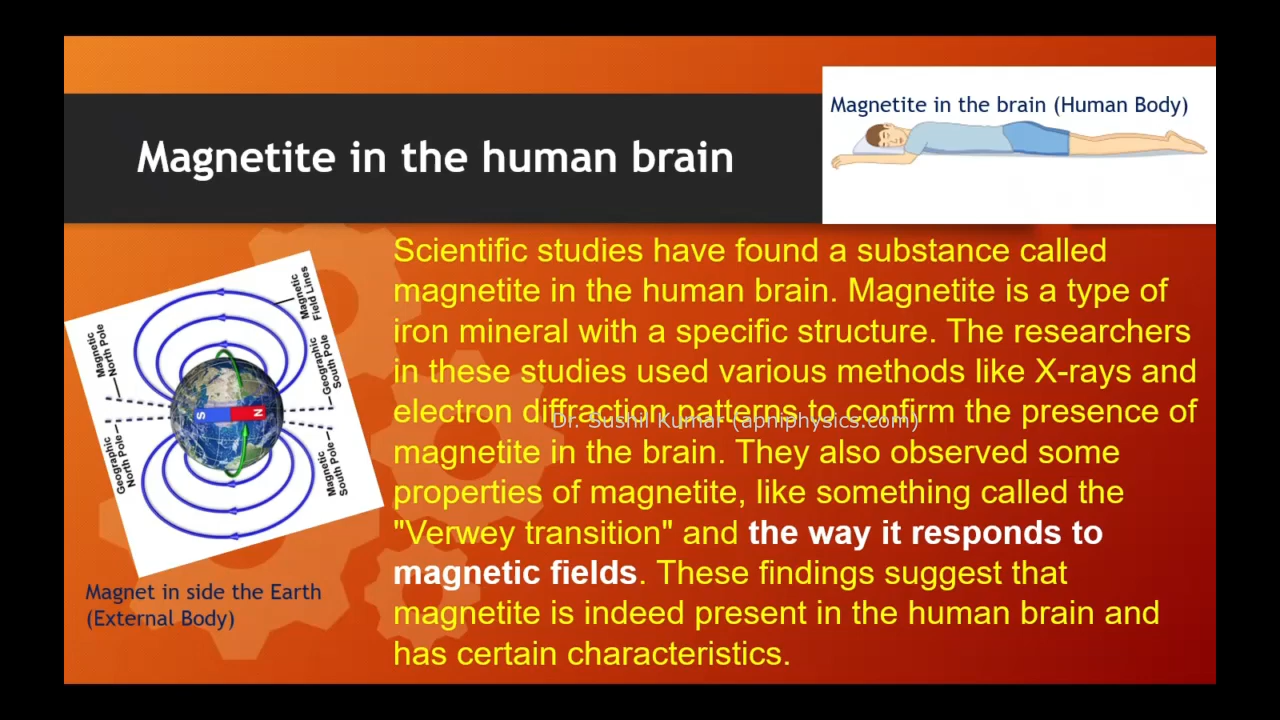 Magnetite in the brain (Human Body)
Magnetite in the human brain
Scientific studies have found a substance called
magnetite in the human brain. Magnetite is a type of
iron mineral with a specific structure. The researchers
in these studies used various methods like X-rays and
electron diffraction patterns to confirm the presence of
magnetite in the brain. They also observed some
properties of magnetite, like something called the
"Verwey transition" and the way it responds to
magnetic fields. These findings suggest that
magnetite is indeed present in the human brain and
has certain characteristics.
Dr. Sushil Kumar (apniphysics.com)
Magnetic
North Pole
Magnetic
Field Lines
Geographic
South Pole
S
N
Geographic
North Pole
Magnetic
South Pole
Magnet in side the Earth
(External Body)